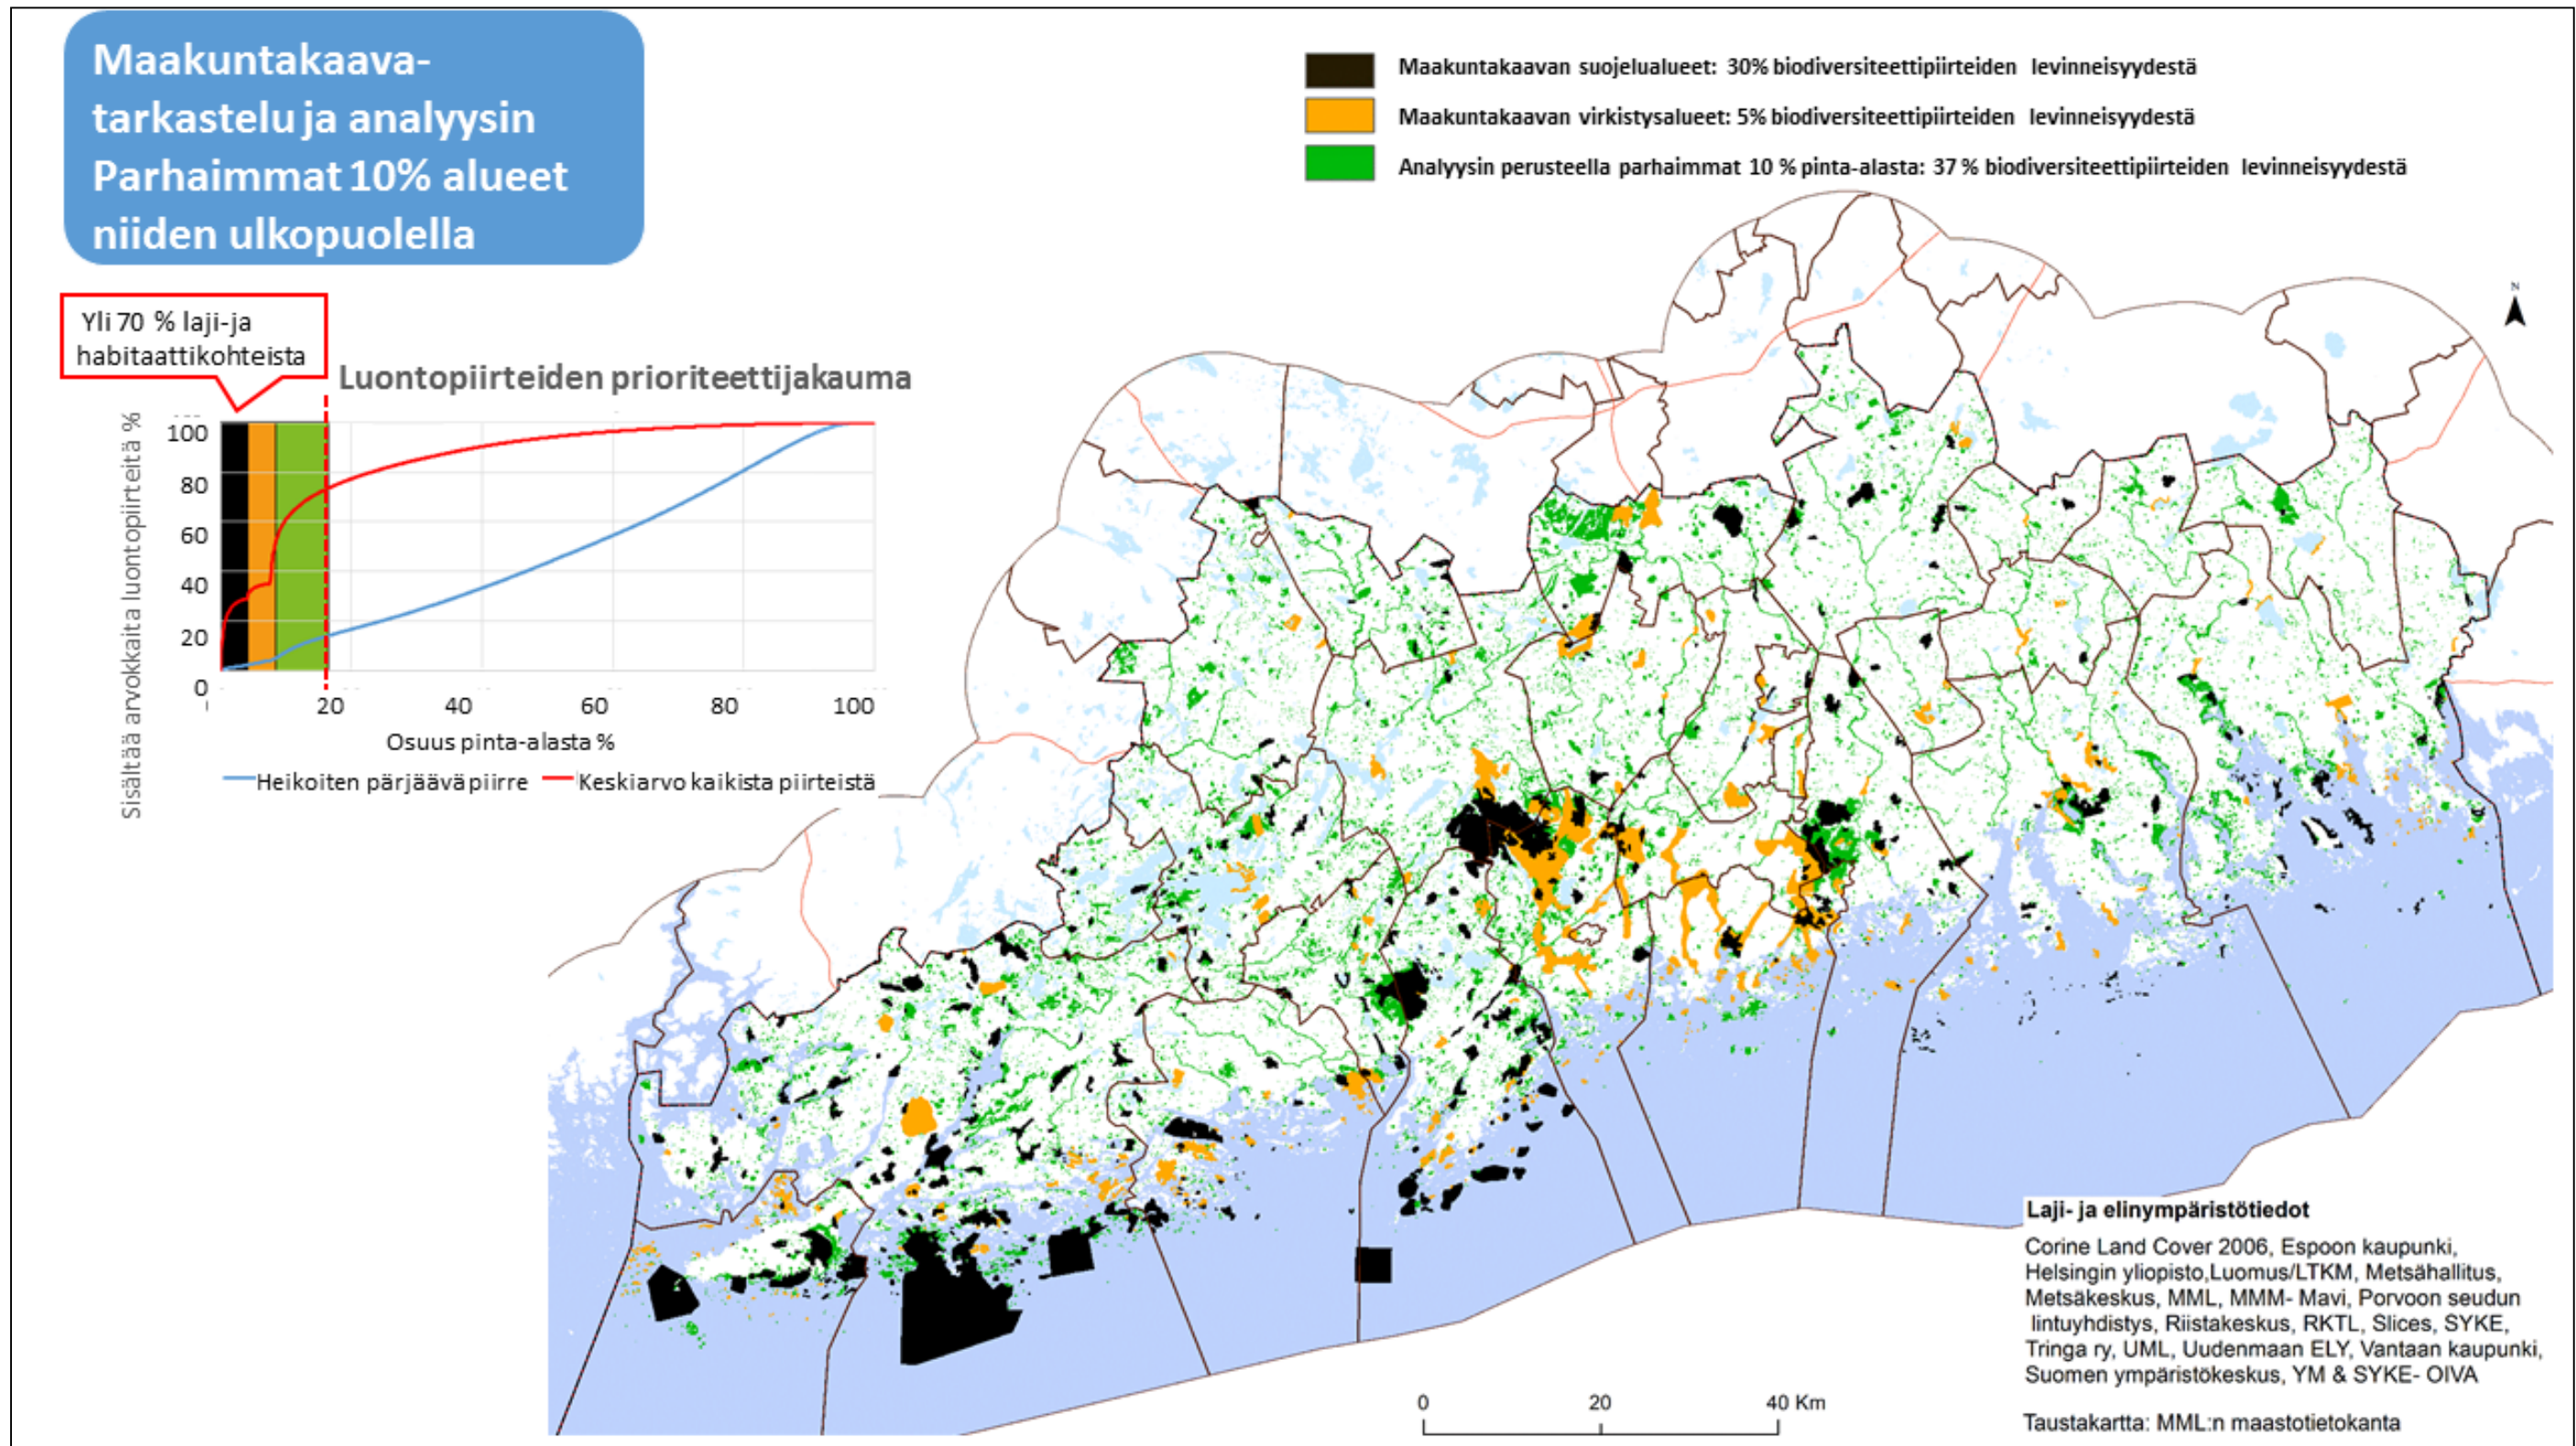 Maakuntakaava-
tarkastelu ja analyysin
Parhaimmat 10% alueet
niiden ulkopuolella
Maakuntakaavan suojelualueet: 30% biodiversiteettipiirteiden levinneisyydestä
Maakuntakaavan virkistysalueet: 5% biodiversiteettipiirteiden levinneisyydestä
Analyysin perusteella parhaimmat 10 % pinta-alasta: 37 % biodiversiteettipiirteiden levinneisyydestä
N
Yli 70 % laji-ja
habitaattikohteista
Luontopiirteiden prioriteettijakauma
Sisältää arvokkaita luontopiirteitä %
100
80
60
40
20
0
20 40 60 80 100
Osuus pinta-alasta %
Heikoiten pärjäävä piirre Keskiarvo kaikista piirteistä
Laji- ja elinympäristötiedot
Corine Land Cover 2006, Espoon kaupunki,
Helsingin yliopisto,Luomus/LTKM, Metsähallitus,
Metsäkeskus, MML, MMM- Mavi, Porvoon seudun
lintuyhdistys, Riistakeskus, RKTL, Slices, SYKE,
Tringa ry, UML, Uudenmaan ELY, Vantaan kaupunki,
Suomen ympäristökeskus, YM & SYKE- OIVA
Taustakartta: MML:n maastotietokanta
0 20 40 Km